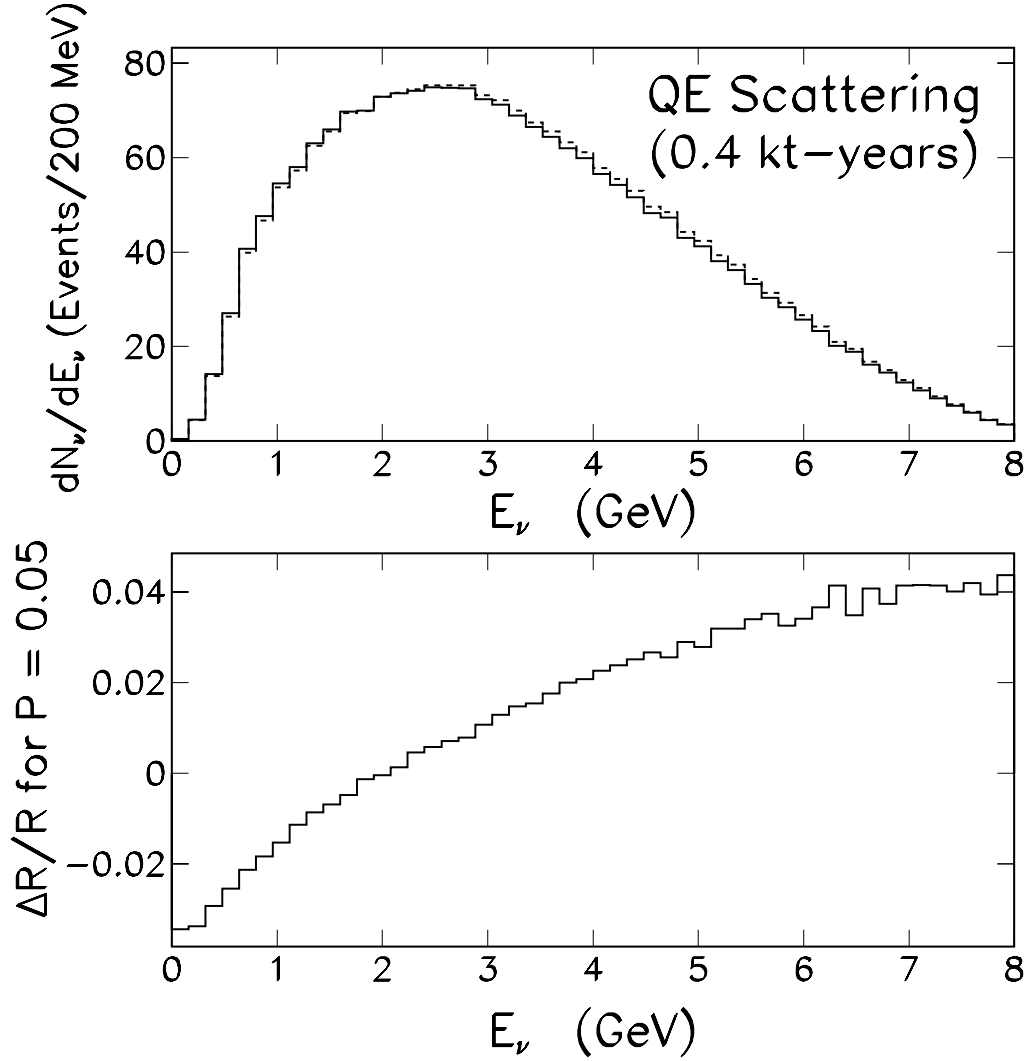 dNν/dEν (Events/200 MeV)
80
60
40
20
0
QE Scattering
(0.4 kt−years)
0 1 2 3 4 5 6 7 8
Eν (GeV)
ΔR/R for P = 0.05
0.04
0.02
0
−0.02
0 1 2 3 4 5 6 7 8
Eν (GeV)